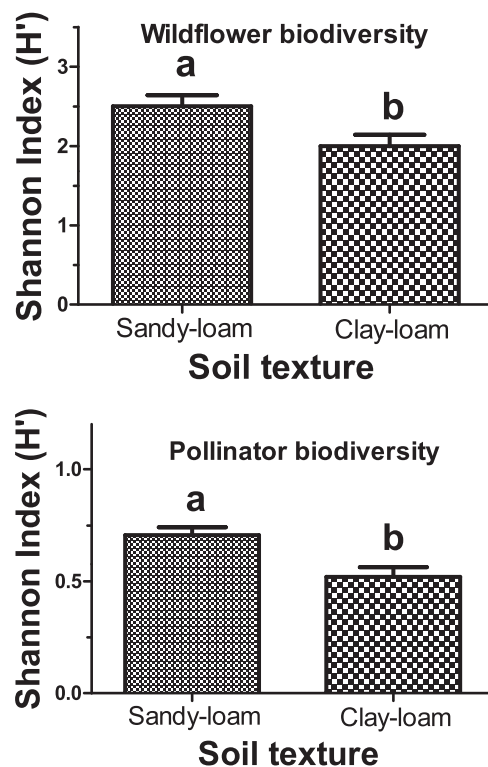 Wildflower biodiversity
Shannon Index (H')
3
2
1
0
a
b
Sandy-loam
Clay-loam
Soil texture
Pollinator biodiversity
Shannon Index (H')
1.0
0.5
0.0
a
b
Sandy-loam
Clay-loam
Soil texture